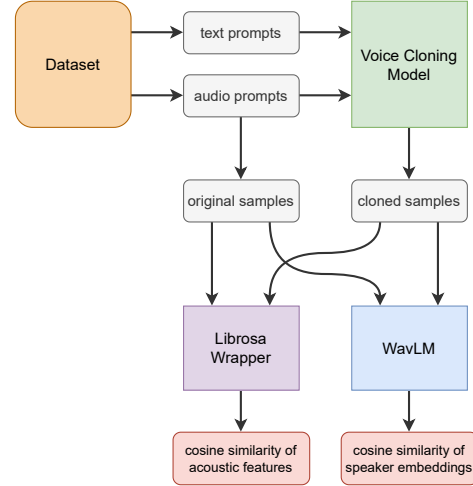 text prompts
Dataset
Voice Cloning
Model
audio prompts
original samples
cloned samples
Librosa
Wrapper
WavLM
cosine similarity of
acoustic features
cosine similarity of
speaker embeddings